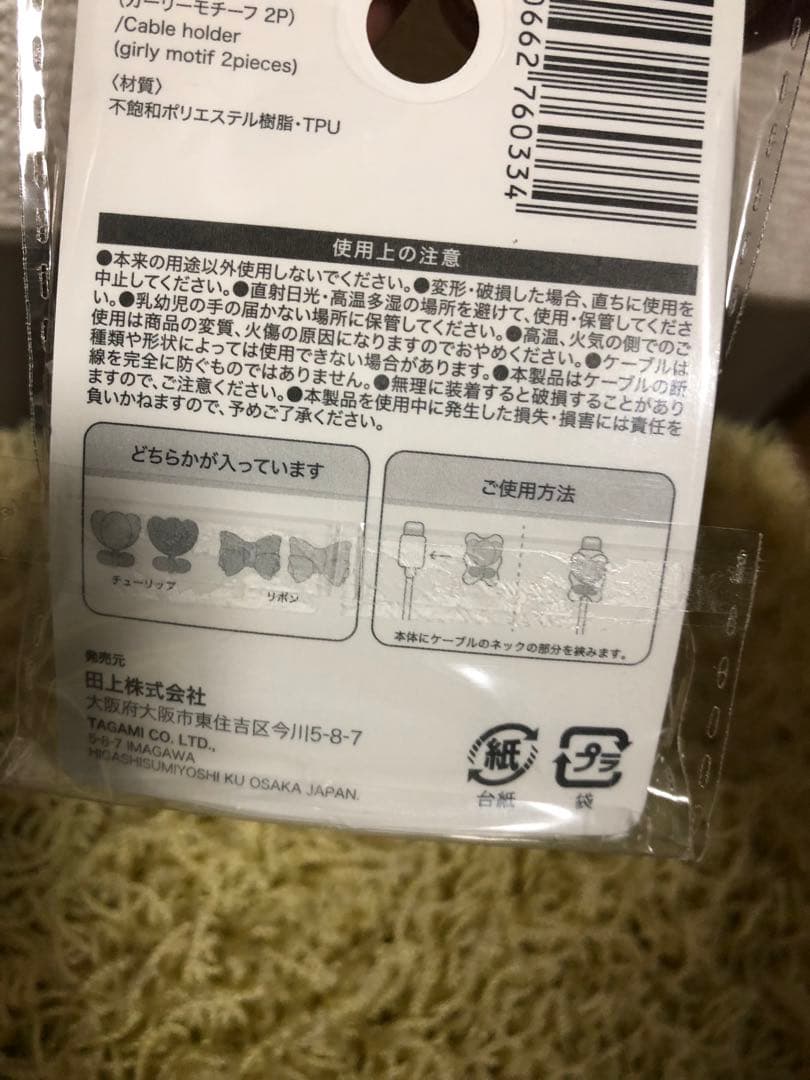 (ガーリーモチーフ 2P)
/Cable holder
(girly motif 2pieces)
〈材質〉
不飽和ポリエステル樹脂・TPU
0662760334
使用上の注意
●本来の用途以外使用しないでください。●変形・破損した場合、直ちに使用を
中止してください。●直射日光・高温多湿の場所を避けて、使用・保管してくださ
い。●乳幼児の手の届かない場所に保管してください。●高温、火気の側でのご
使用は商品の変質、火傷の原因になりますのでおやめください。●ケーブルは
種類や形状によっては使用できない場合があります。●本製品はケーブルの断
線を完全に防ぐものではありません。●無理に装着すると破損することがあり
ますので、ご注意ください。●本製品を使用中に発生した損失・損害には責任を
負いかねますので、予めご了承ください。
どちらかが入っています
チューリップ
リボン
ご使用方法
本体にケーブルのネックの部分を挟みます。
発売元
田上株式会社
大阪府大阪市東住吉区今川5-8-7
TAGAMI CO. LTD.,
5-8-7 IMAGAWA
HIGASHISUMIYOSHI KU OSAKA JAPAN.
紙
台紙
プラ
袋